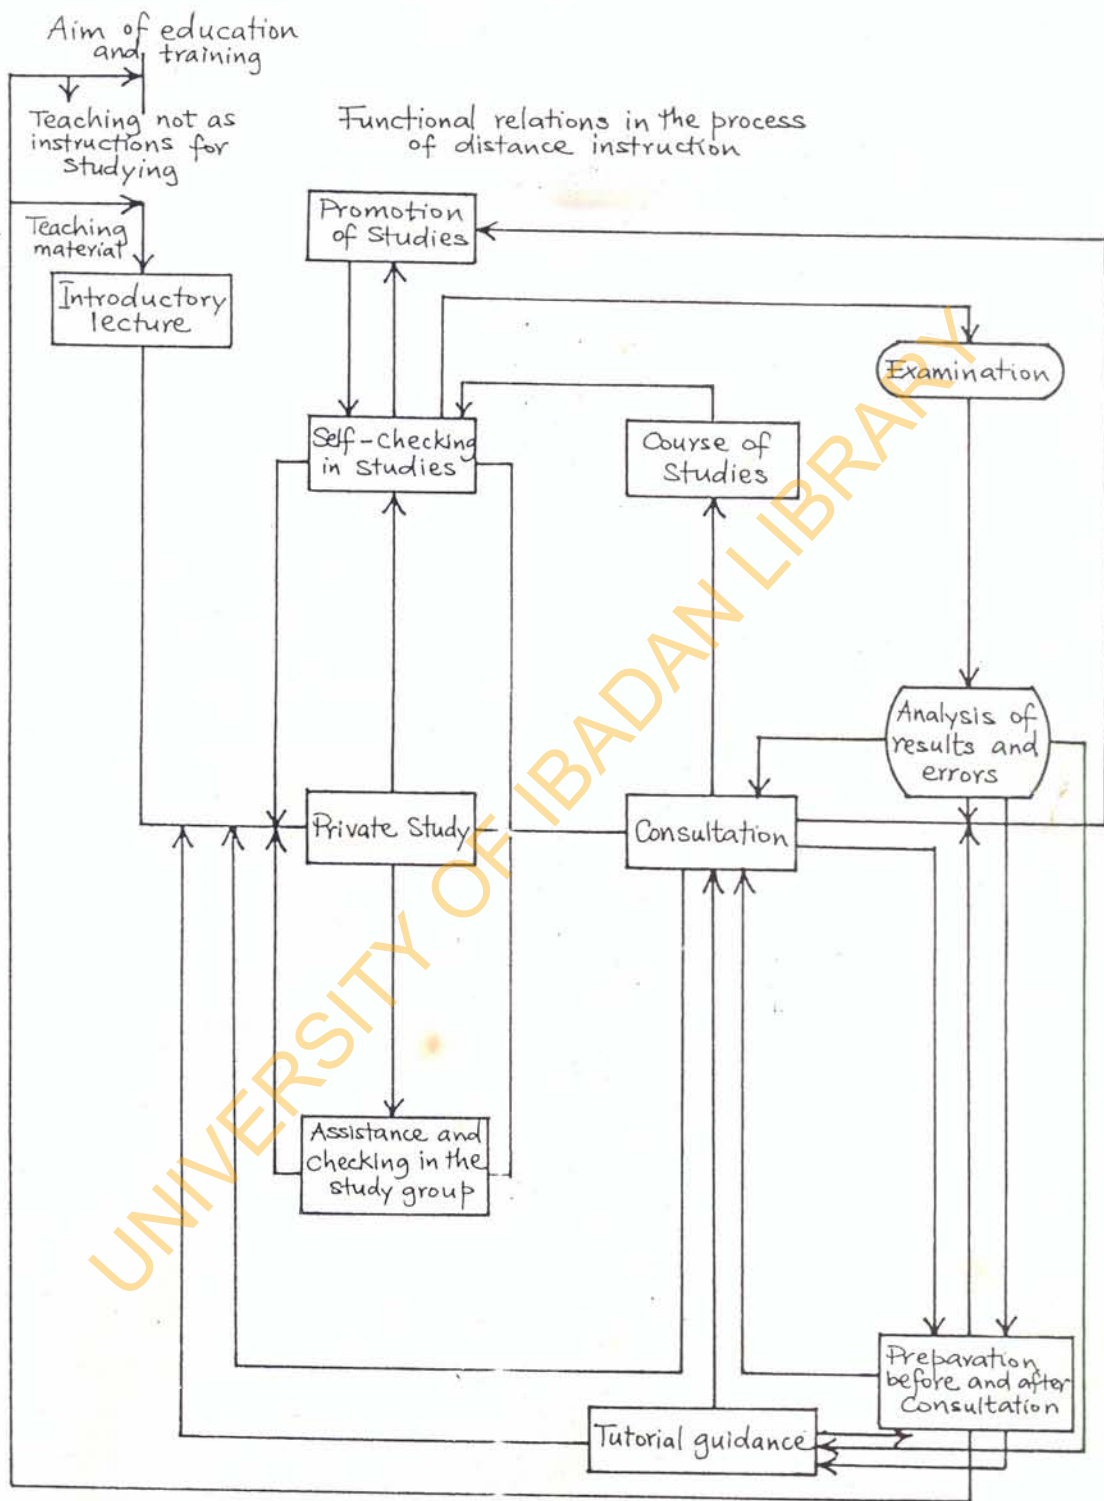 Aim of education
and training
Teaching not as
instructions for
studying
Teaching
material
Introductory
lecture
Functional relations in the process
of distance instruction
Promotion
of Studies
Examination
Self-checking
in Studies
Course of
Studies
Analysis of
results and
errors
Private Study
Consultation
Assistance and
checking in the
study group
Preparation
before and after
Consultation
Tutorial guidance
UNIVERSITY OF IBADAN LIBRARY